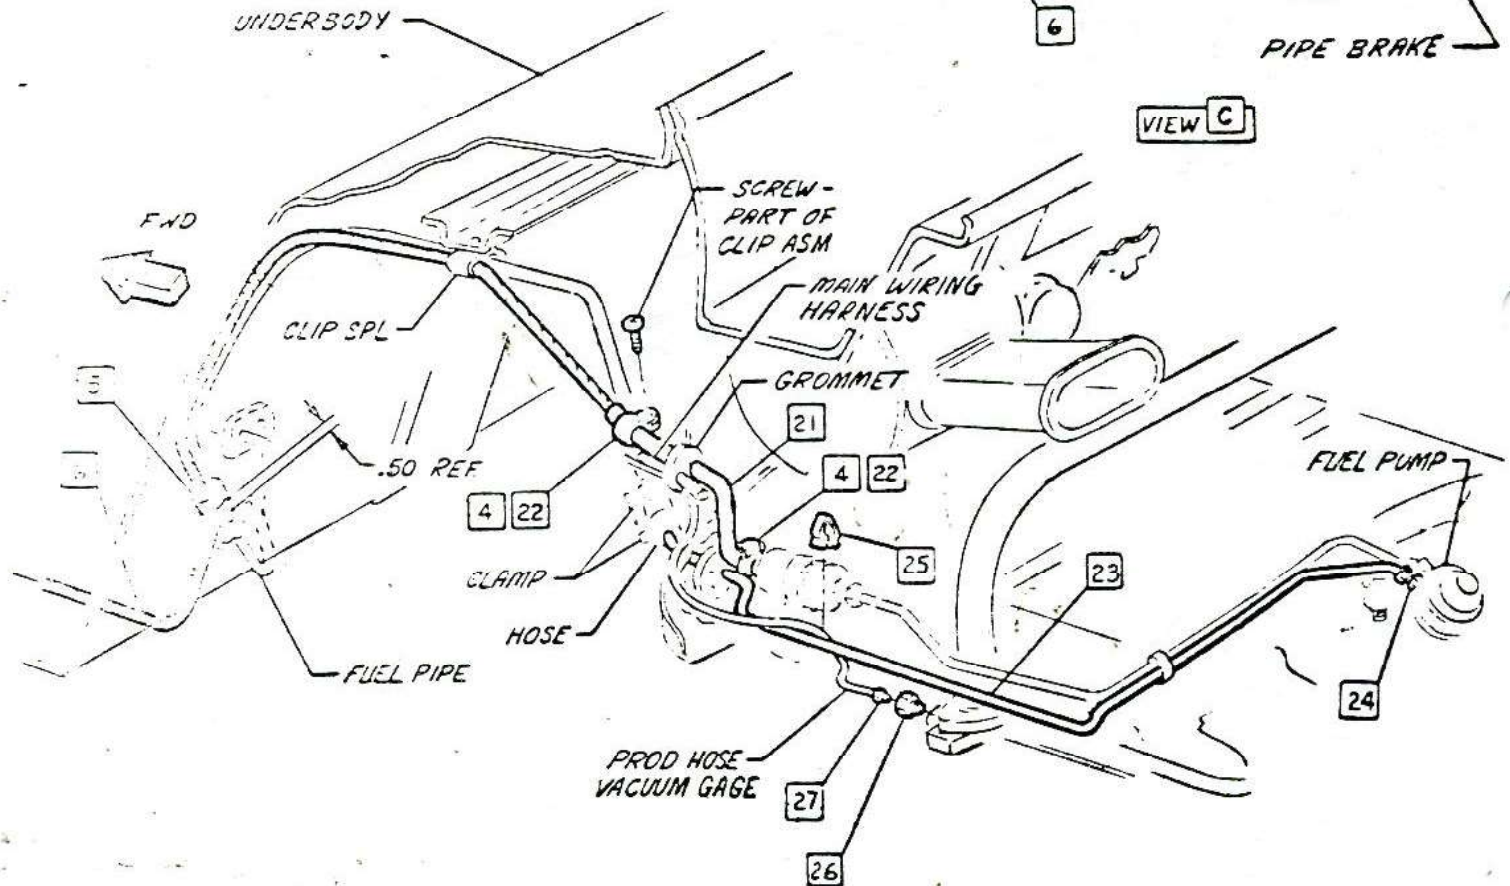 UNDERBODY
6
PIPE BRAKE
VIEW C
SCREW -
PART OF
CLIP ASM
FWD
MAIN WIRING
HARNESS
CLIP SPL
GROMMET
5
21
.50 REF
4 22
FUEL PUMP
4 22
25
23
CLAMP
HOSE
FUEL PIPE
24
PROD HOSE
VACUUM GAGE
27
26